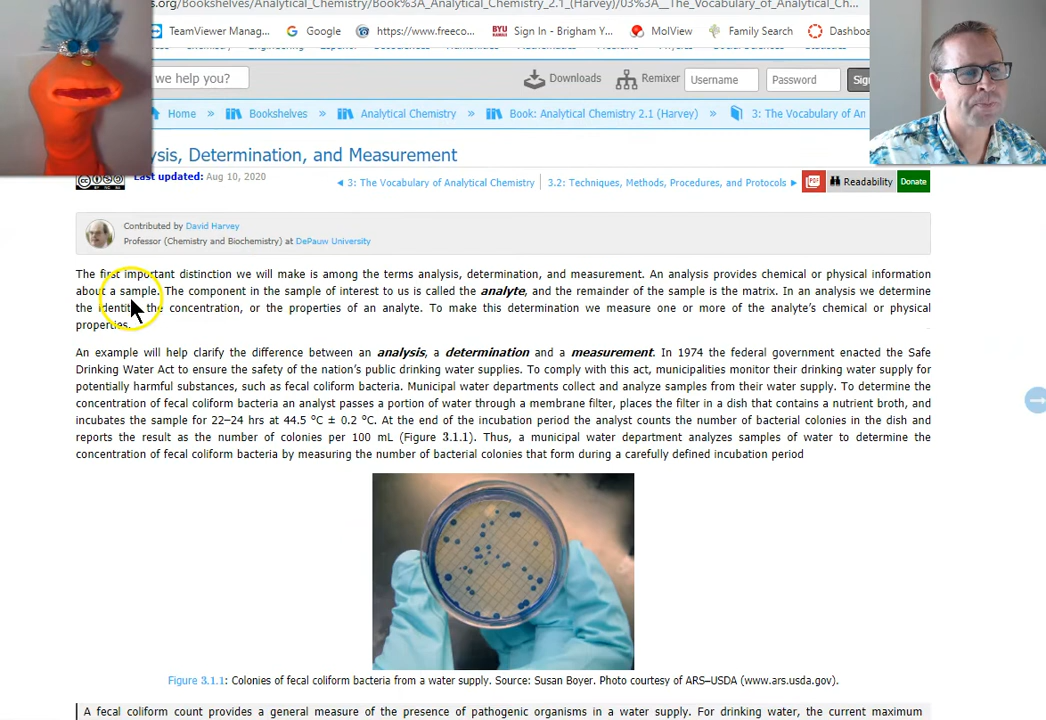 s.org/Bookshelves/Analytical_Chemistry/Book%3A_Analytical_Chemistry_2.1_(Harvey)/03%3A__The_Vocabulary_of_Analytical_Ch...
TeamViewer Manag... Google https://www.freeco... BYU Sign In - Brigham Y... MolView Family Search Dashboa
we help you? Downloads Remixer Username Password Sig
Home » Bookshelves » Analytical Chemistry » Book: Analytical Chemistry 2.1 (Harvey) » 3: The Vocabulary of An
ysis, Determination, and Measurement
Last updated: Aug 10, 2020
◄ 3: The Vocabulary of Analytical Chemistry | 3.2: Techniques, Methods, Procedures, and Protocols ► PDF Readability Donate
Contributed by David Harvey
Professor (Chemistry and Biochemistry) at DePauw University
The first important distinction we will make is among the terms analysis, determination, and measurement. An analysis provides chemical or physical information
about a sample. The component in the sample of interest to us is called the analyte, and the remainder of the sample is the matrix. In an analysis we determine
the identity, the concentration, or the properties of an analyte. To make this determination we measure one or more of the analyte's chemical or physical
properties.
An example will help clarify the difference between an analysis, a determination and a measurement. In 1974 the federal government enacted the Safe
Drinking Water Act to ensure the safety of the nation's public drinking water supplies. To comply with this act, municipalities monitor their drinking water supply for
potentially harmful substances, such as fecal coliform bacteria. Municipal water departments collect and analyze samples from their water supply. To determine the
concentration of fecal coliform bacteria an analyst passes a portion of water through a membrane filter, places the filter in a dish that contains a nutrient broth, and
incubates the sample for 22–24 hrs at 44.5 °C ± 0.2 °C. At the end of the incubation period the analyst counts the number of bacterial colonies in the dish and
reports the result as the number of colonies per 100 mL (Figure 3.1.1). Thus, a municipal water department analyzes samples of water to determine the
concentration of fecal coliform bacteria by measuring the number of bacterial colonies that form during a carefully defined incubation period
Figure 3.1.1: Colonies of fecal coliform bacteria from a water supply. Source: Susan Boyer. Photo courtesy of ARS–USDA (www.ars.usda.gov).
A fecal coliform count provides a general measure of the presence of pathogenic organisms in a water supply. For drinking water, the current maximum